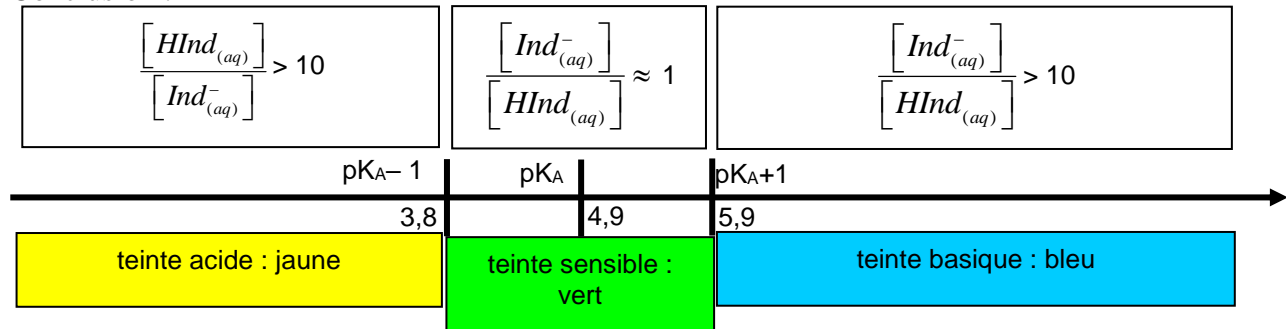 [HInd(aq)] / [Ind⁻(aq)] > 10
[Ind⁻(aq)] / [HInd(aq)] ≈ 1
[Ind⁻(aq)] / [HInd(aq)] > 10
pKA– 1 pKA pKA+1
3,8 4,9 5,9
teinte acide : jaune
teinte sensible :
vert
teinte basique : bleu